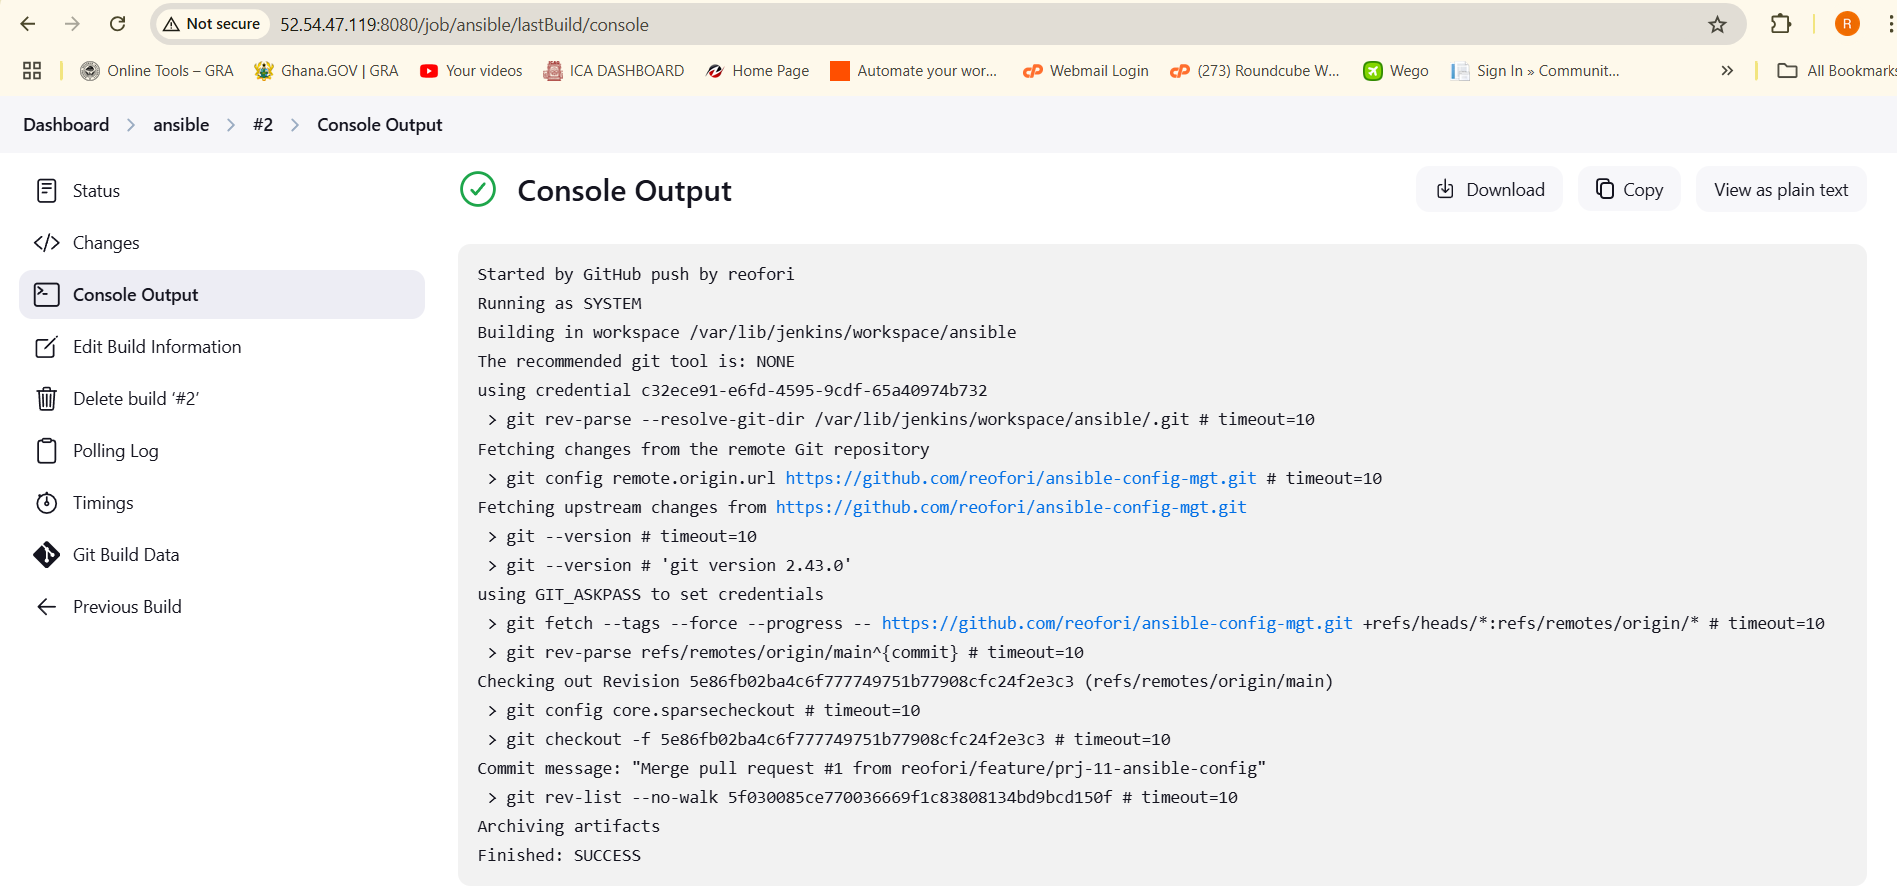 Not secure 52.54.47.119:8080/job/ansible/lastBuild/console R
Online Tools – GRA Ghana.GOV | GRA Your videos ICA DASHBOARD Home Page Automate your wor... Webmail Login (273) Roundcube W... Wego Sign In » Communit... » All Bookmarks
Dashboard > ansible > #2 > Console Output
Status
Changes
Console Output
Edit Build Information
Delete build ‘#2’
Polling Log
Timings
Git Build Data
Previous Build
Console Output
Download Copy View as plain text
Started by GitHub push by reofori
Running as SYSTEM
Building in workspace /var/lib/jenkins/workspace/ansible
The recommended git tool is: NONE
using credential c32ece91-e6fd-4595-9cdf-65a40974b732
> git rev-parse --resolve-git-dir /var/lib/jenkins/workspace/ansible/.git # timeout=10
Fetching changes from the remote Git repository
> git config remote.origin.url https://github.com/reofori/ansible-config-mgt.git # timeout=10
Fetching upstream changes from https://github.com/reofori/ansible-config-mgt.git
> git --version # timeout=10
> git --version # 'git version 2.43.0'
using GIT_ASKPASS to set credentials
> git fetch --tags --force --progress -- https://github.com/reofori/ansible-config-mgt.git +refs/heads/*:refs/remotes/origin/* # timeout=10
> git rev-parse refs/remotes/origin/main^{commit} # timeout=10
Checking out Revision 5e86fb02ba4c6f777749751b77908cfc24f2e3c3 (refs/remotes/origin/main)
> git config core.sparsecheckout # timeout=10
> git checkout -f 5e86fb02ba4c6f777749751b77908cfc24f2e3c3 # timeout=10
Commit message: "Merge pull request #1 from reofori/feature/prj-11-ansible-config"
> git rev-list --no-walk 5f030085ce770036669f1c83808134bd9bcd150f # timeout=10
Archiving artifacts
Finished: SUCCESS